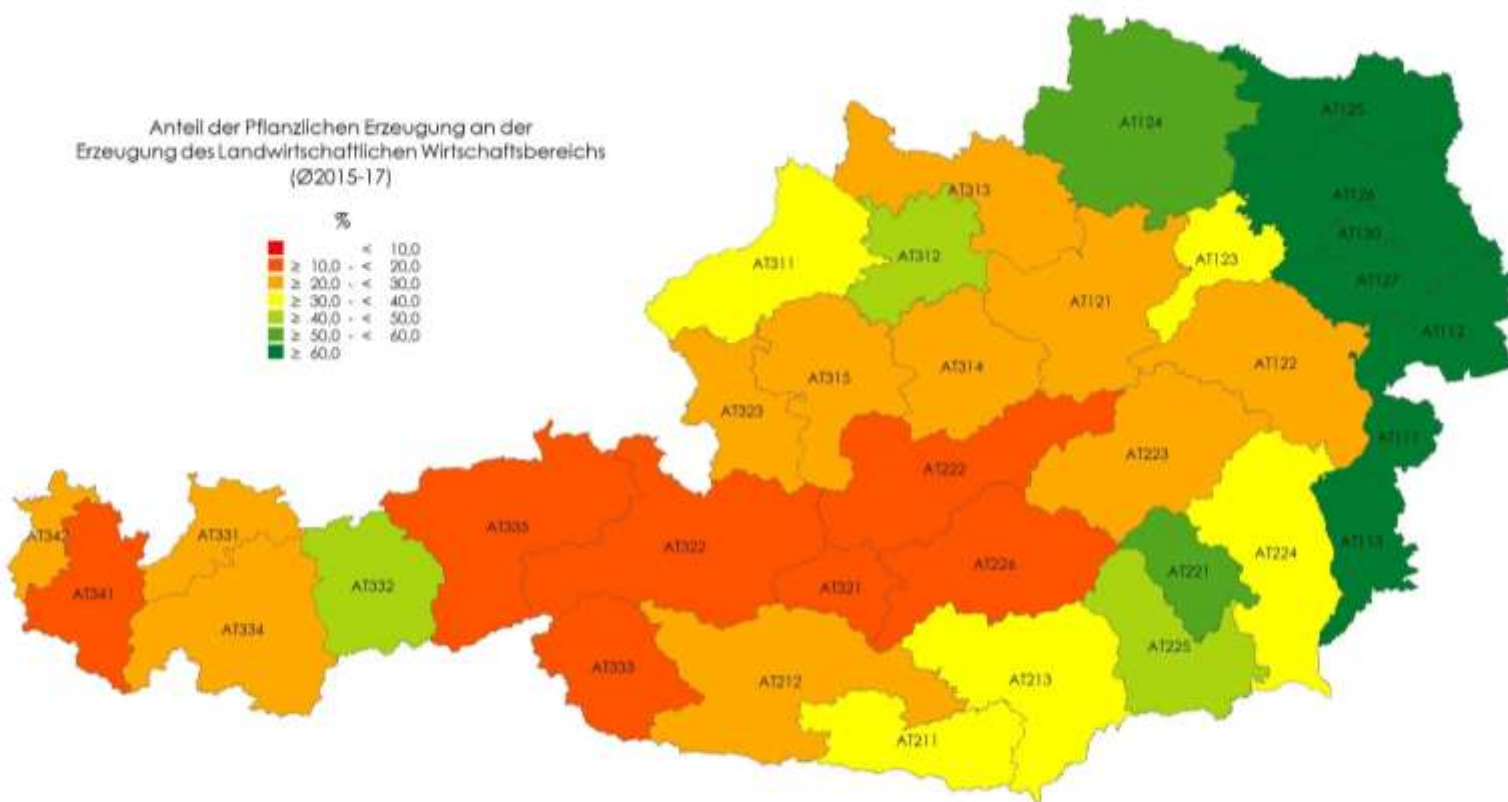 Anteil der Pflanzlichen Erzeugung an der
Erzeugung des Landwirtschaftlichen Wirtschaftsbereichs
(Ø2015-17)
%
< 10,0
≥ 10,0 - < 20,0
≥ 20,0 - < 30,0
≥ 30,0 - < 40,0
≥ 40,0 - < 50,0
≥ 50,0 - < 60,0
≥ 60,0
AT125
AT124
AT313
AT126
AT130
AT312
AT123
AT311
AT127
AT121
AT112
AT122
AT314
AT315
AT323
AT111
AT223
AT222
AT335
AT342
AT331
AT322
AT113
AT224
AT226
AT221
AT332
AT321
AT341
AT334
AT225
AT333
AT212
AT213
AT211